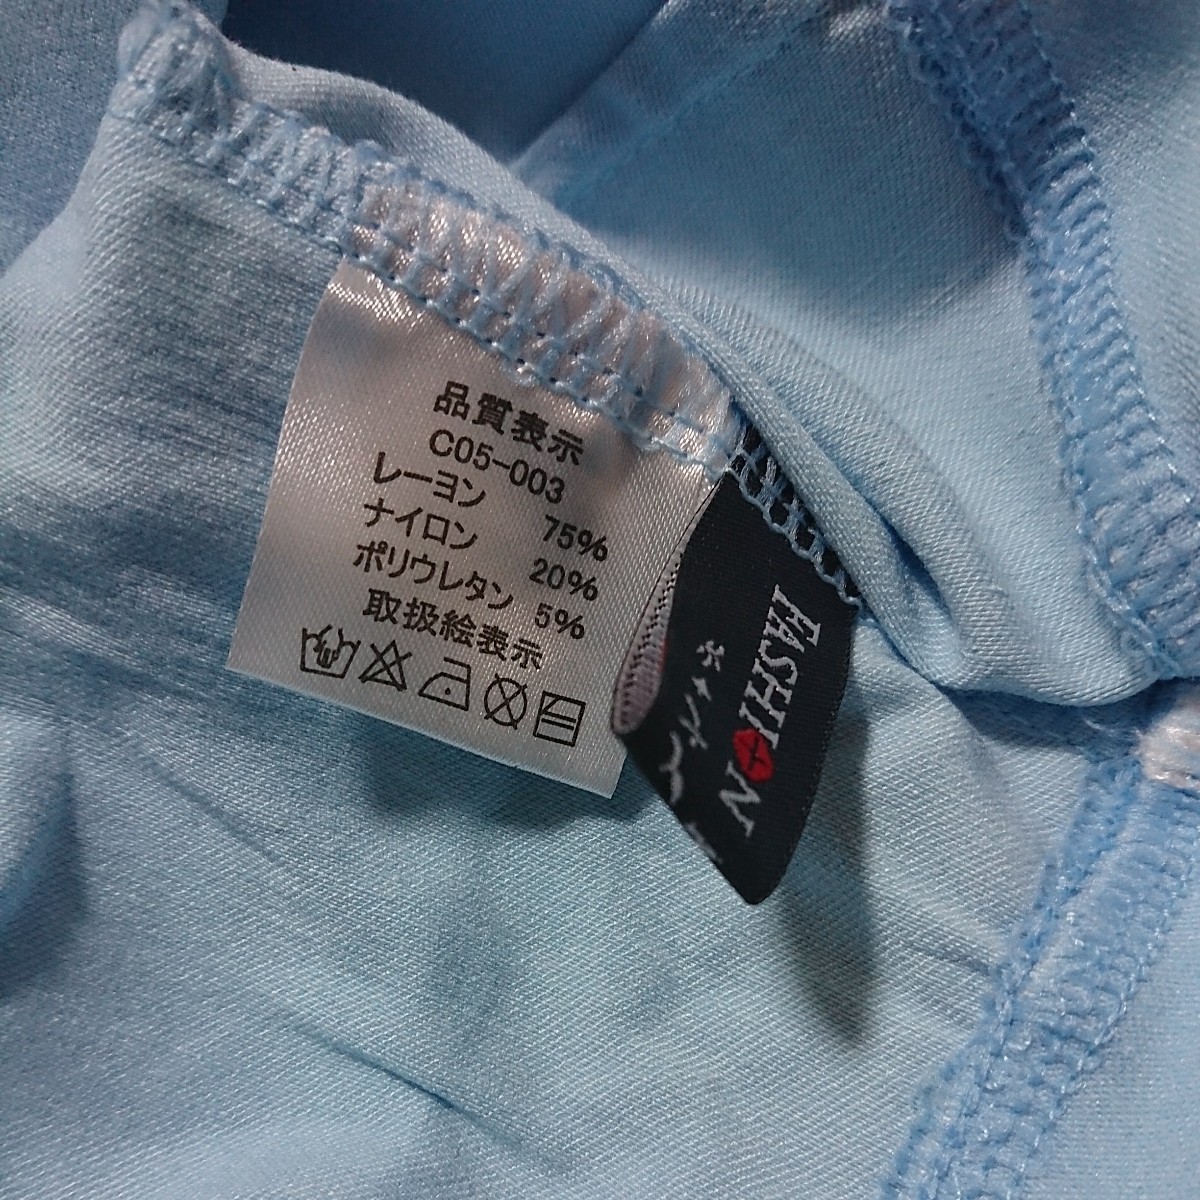 品質表示
C05-003
レーヨン 75%
ナイロン 20%
ポリウレタン 5%
取扱絵表示
FASHION